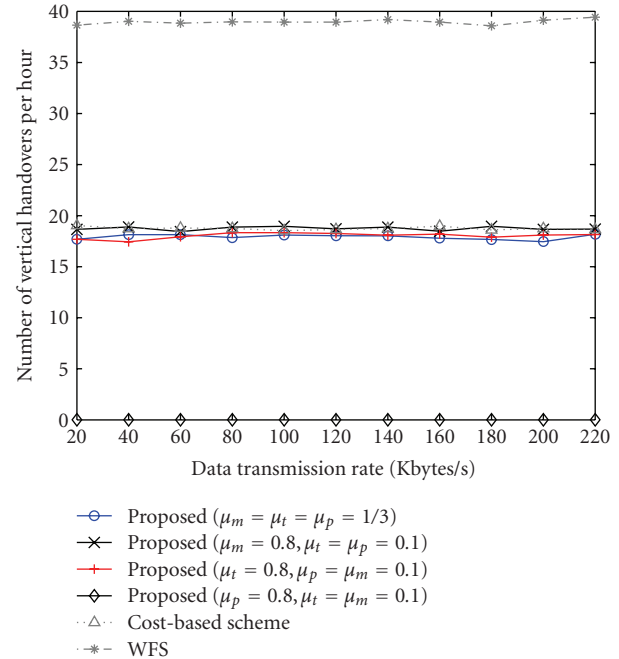 Number of vertical handovers per hour
40
35
30
25
20
15
10
5
0
20 40 60 80 100 120 140 160 180 200 220
Data transmission rate (Kbytes/s)
Proposed (μm = μt = μp = 1/3)
Proposed (μm = 0.8, μt = μp = 0.1)
Proposed (μt = 0.8, μp = μm = 0.1)
Proposed (μp = 0.8, μt = μm = 0.1)
Cost-based scheme
WFS